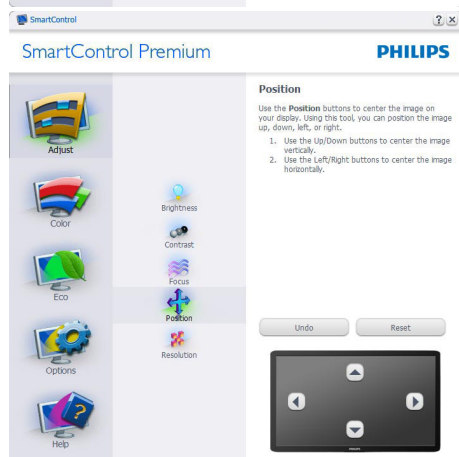 SmartControl
? ×
SmartControl Premium
PHILIPS
Adjust
Color
Eco
Options
Help
Brightness
Contrast
Focus
Position
Resolution
Position
Use the Position buttons to center the image on
your display. Using this tool, you can position the image
up, down, left, or right.
1. Use the Up/Down buttons to center the image
vertically.
2. Use the Left/Right buttons to center the image
horizontally.
Undo
Reset
PHILIPS